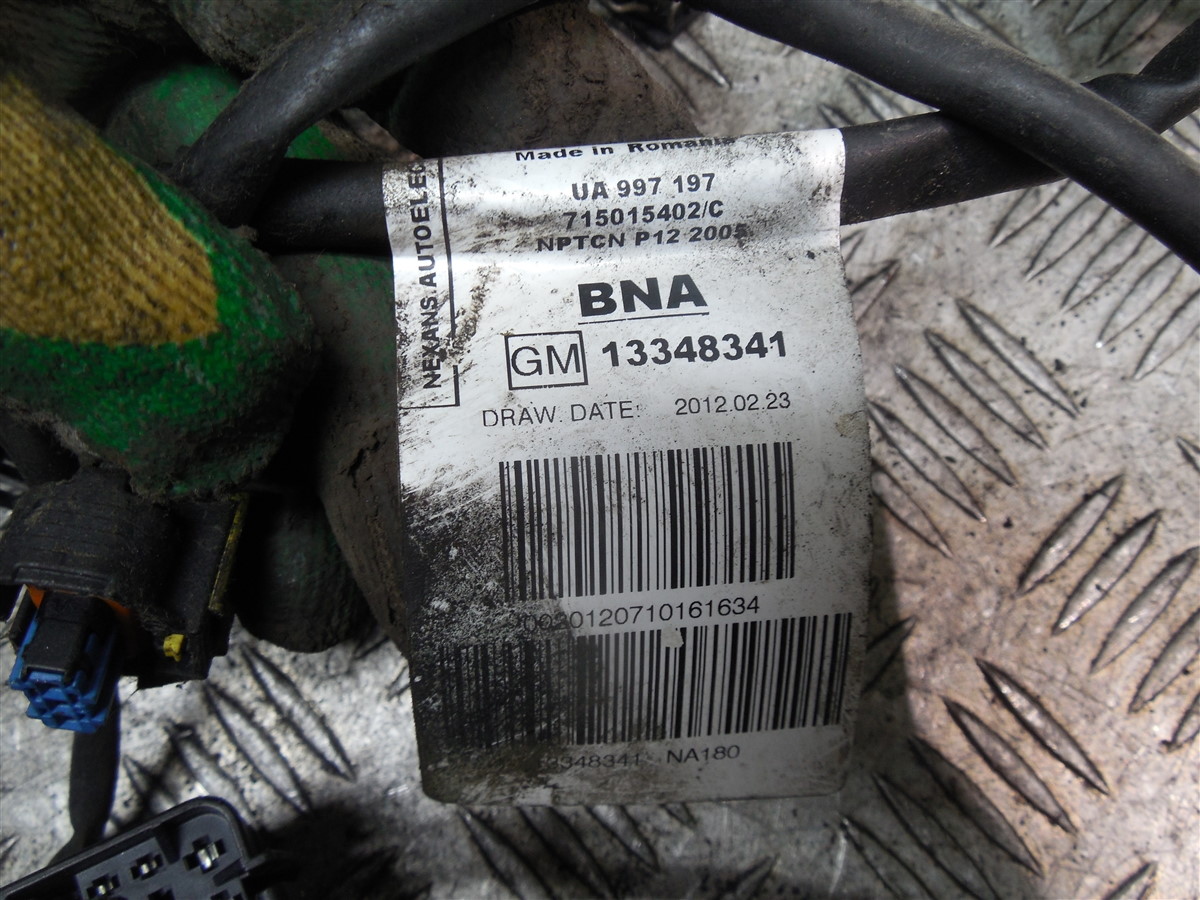 Made in Romania
UA 997 197
715015402/C
NPTCN P12 2005
NEXANS AUTOELEC
BNA
GM 13348341
DRAW. DATE: 2012.02.23
NA180